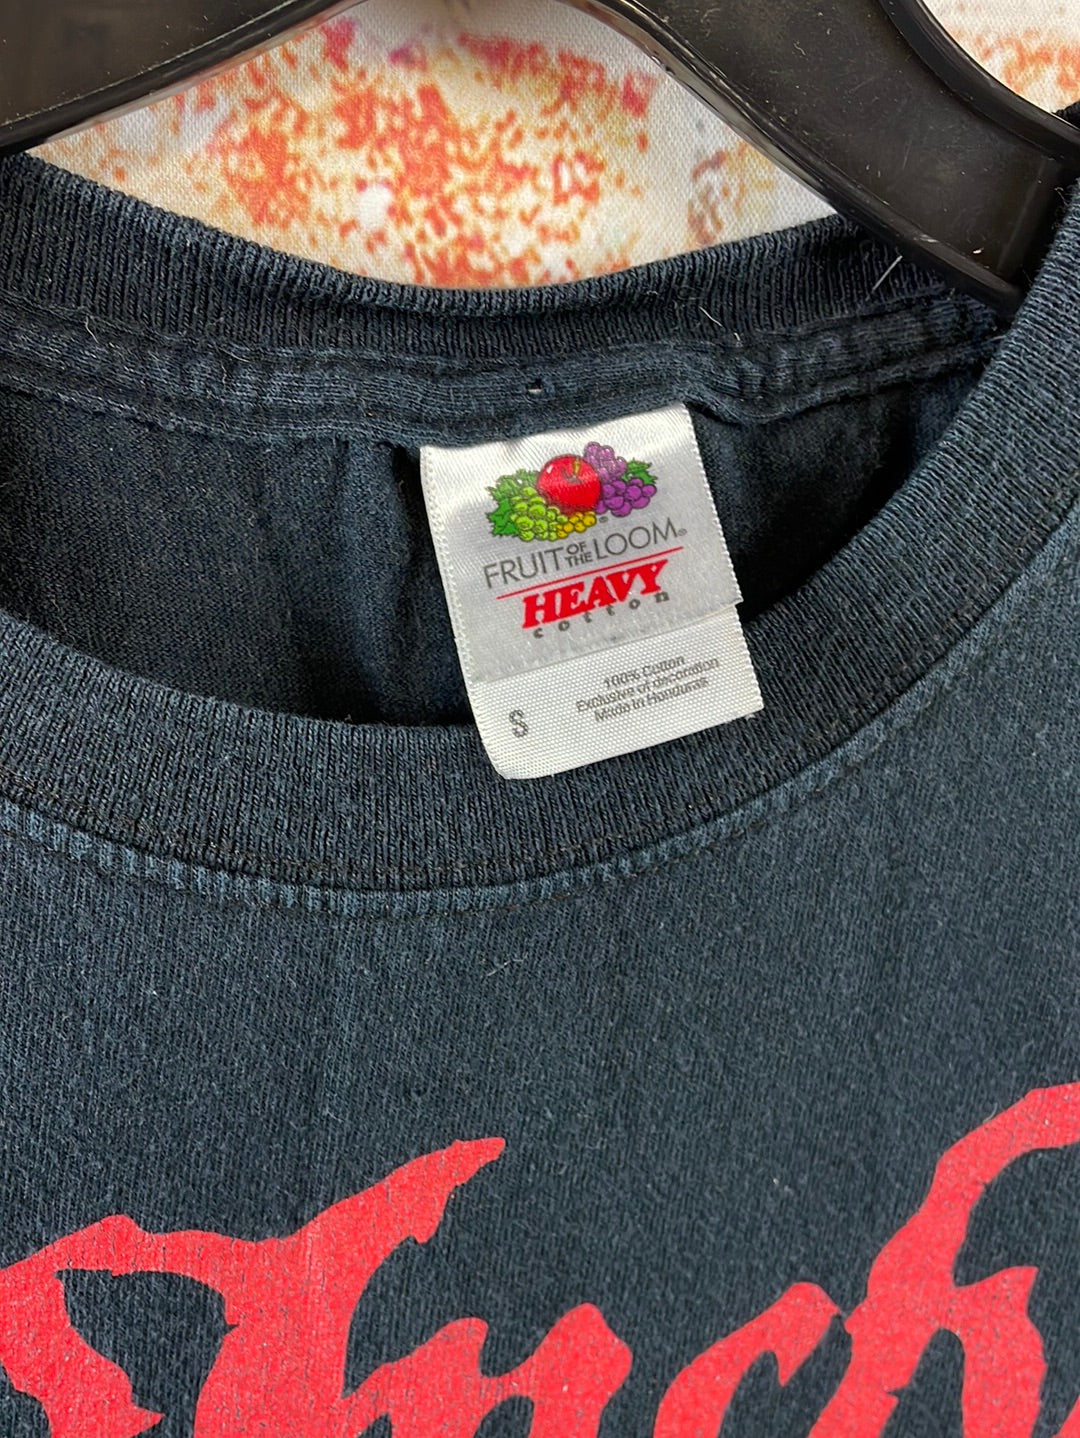 FRUIT OF THE LOOM®
HEAVY
cotton
100% Cotton
Exclusive of decoration
Made in Honduras
S